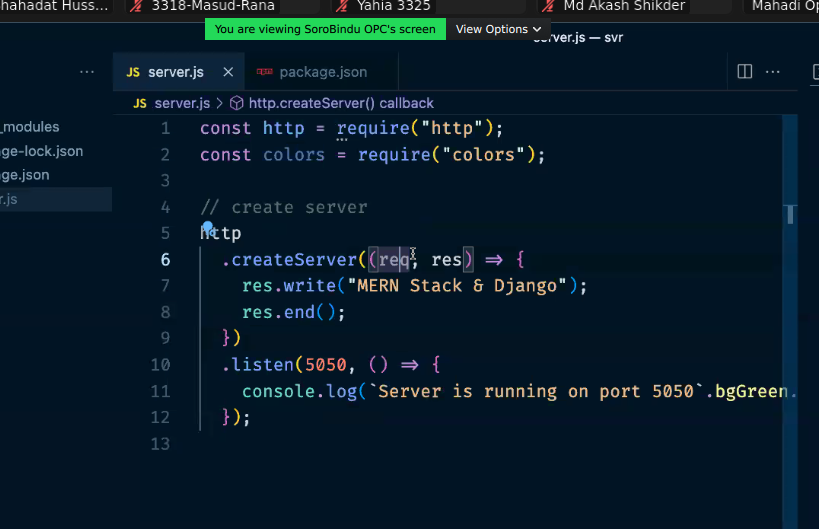 hahadat Huss... 3318-Masud-Rana Yahia 3325 Md Akash Shikder Mahadi Op
You are viewing SoroBindu OPC's screen View Options
server.js — svr
... JS server.js × package.json ...
JS server.js > http.createServer() callback
_modules
ge-lock.json
ge.json
r.js
1 const http = require("http");
2 const colors = require("colors");
3
4 // create server
5 http
6 .createServer((req, res) => {
7 res.write("MERN Stack & Django");
8 res.end();
9 })
10 .listen(5050, () => {
11 console.log(`Server is running on port 5050`.bgGreen.
12 });
13